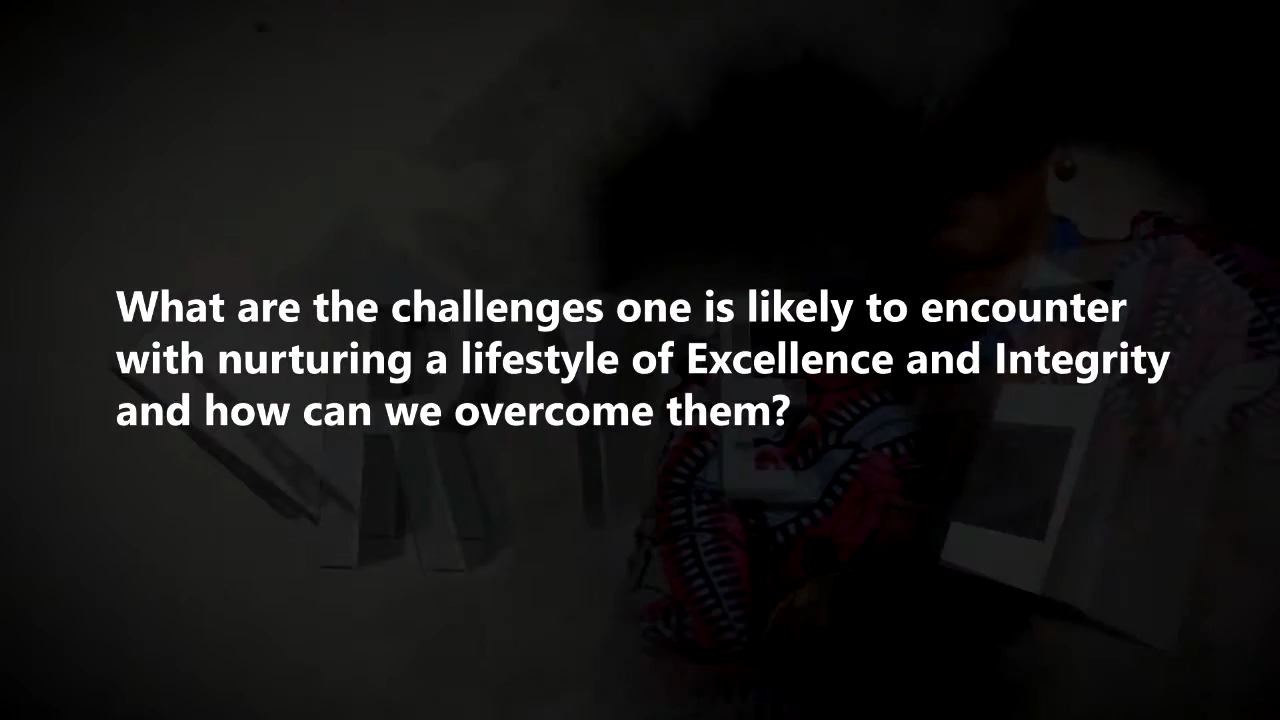 What are the challenges one is likely to encounter
with nurturing a lifestyle of Excellence and Integrity
and how can we overcome them?